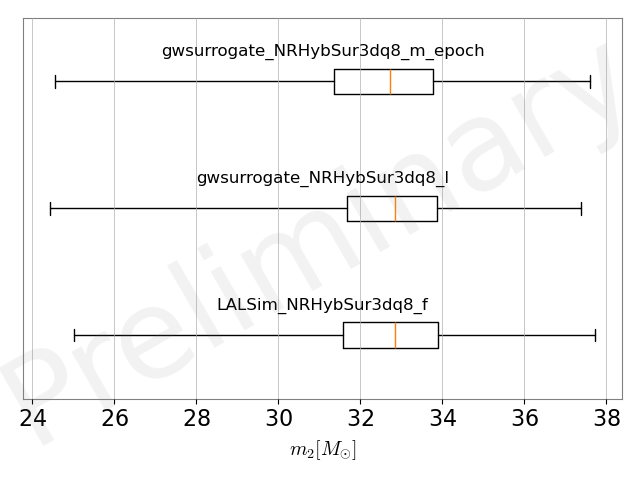 gwsurrogate_NRHybSur3dq8_m_epoch
gwsurrogate_NRHybSur3dq8_l
LALSim_NRHybSur3dq8_f
Preliminary
24 26 28 30 32 34 36 38
m₂[M☉]